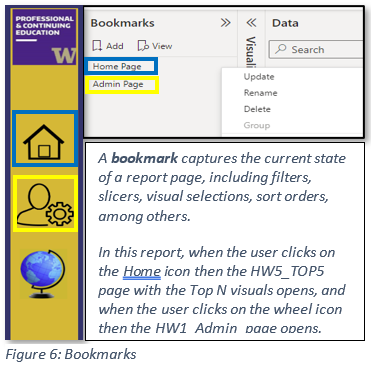 PROFESSIONAL
& CONTINUING
EDUCATION
W
Bookmarks
Add View
Home Page
Admin Page
Visuali
Data
Search
Update
Rename
Delete
Group
A bookmark captures the current state
of a report page, including filters,
slicers, visual selections, sort orders,
among others.
In this report, when the user clicks on
the Home icon then the HW5_TOP5
page with the Top N visuals opens, and
when the user clicks on the wheel icon
then the HW1_Admin_page opens.
Figure 6: Bookmarks